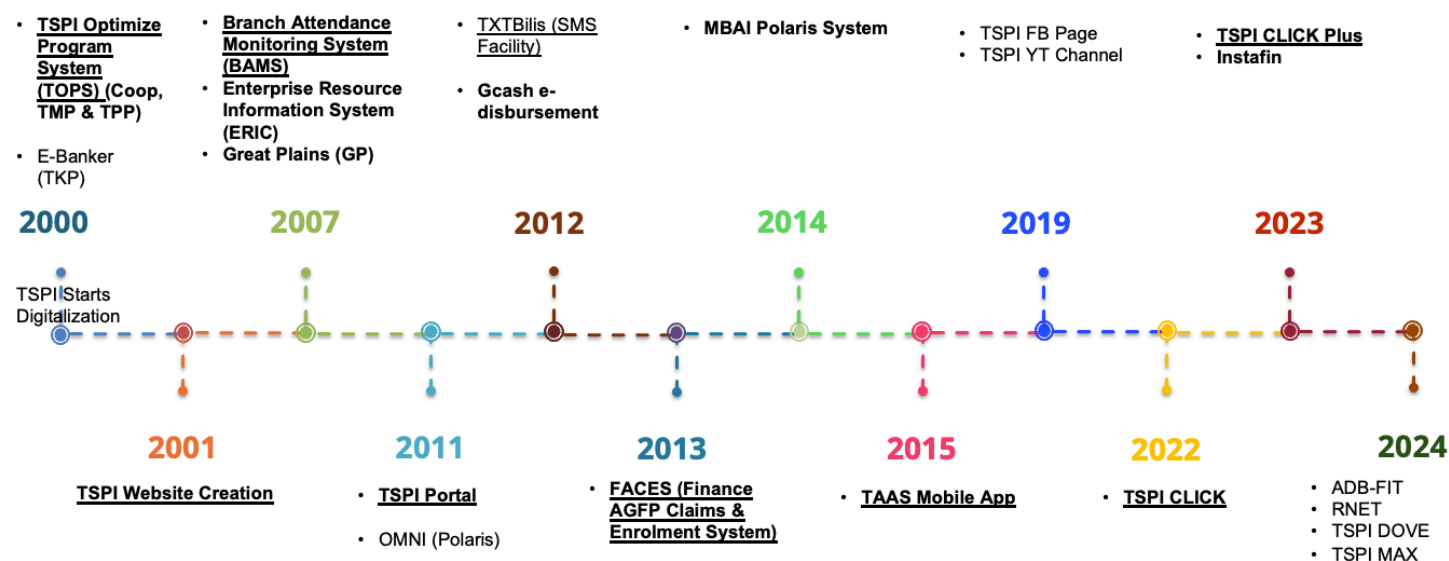 • TSPI Optimize
Program
System
(TOPS) (Coop,
TMP & TPP)
• E-Banker
(TKP)
• Branch Attendance
Monitoring System
(BAMS)
• Enterprise Resource
Information System
(ERIC)
• Great Plains (GP)
• TXTBilis (SMS
Facility)
• Gcash e-
disbursement
• MBAI Polaris System
• TSPI FB Page
• TSPI YT Channel
• TSPI CLICK Plus
• Instafin
2000
2007
2012
2014
2019
2023
TSPI Starts
Digitalization
2001
2011
2013
2015
2022
2024
TSPI Website Creation
• TSPI Portal
• OMNI (Polaris)
• FACES (Finance
AGFP Claims &
Enrolment System)
• TAAS Mobile App
• TSPI CLICK
• ADB-FIT
• RNET
• TSPI DOVE
• TSPI MAX